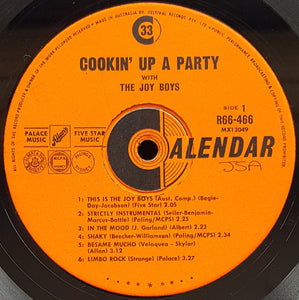 MADE IN AUSTRALIA BY FESTIVAL RECORDS PTY. LTD.
33
COOKIN' UP A PARTY
WITH
THE JOY BOYS
SIDE 1
R66-466
MX13049
PALACE MUSIC
FIVE STAR MUSIC
CALENDAR
JSA
1: THIS IS THE JOY BOYS (Aust. Comp.) (Bogie-
Day-Jacobsen) (Five Star) 2.05
2: STRICTLY INSTRUMENTAL (Seiler-Benjamin-
Marcus-Battle) (Paling/MCPS) 2.25
3: IN THE MOOD (J. Garland) (Albert) 2.23
4: SHAKY (Beecher-Williamson) (Paling/MCPS) 2.34
5: BESAME MUCHO (Veloquea - Skylar)
(Allan) 3.12
6: LIMBO ROCK (Strange) (Palace) 3.27